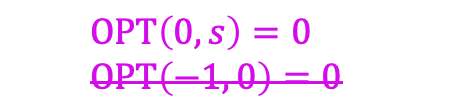 OPT(0, s) = 0
OPT(−1, 0) = 0